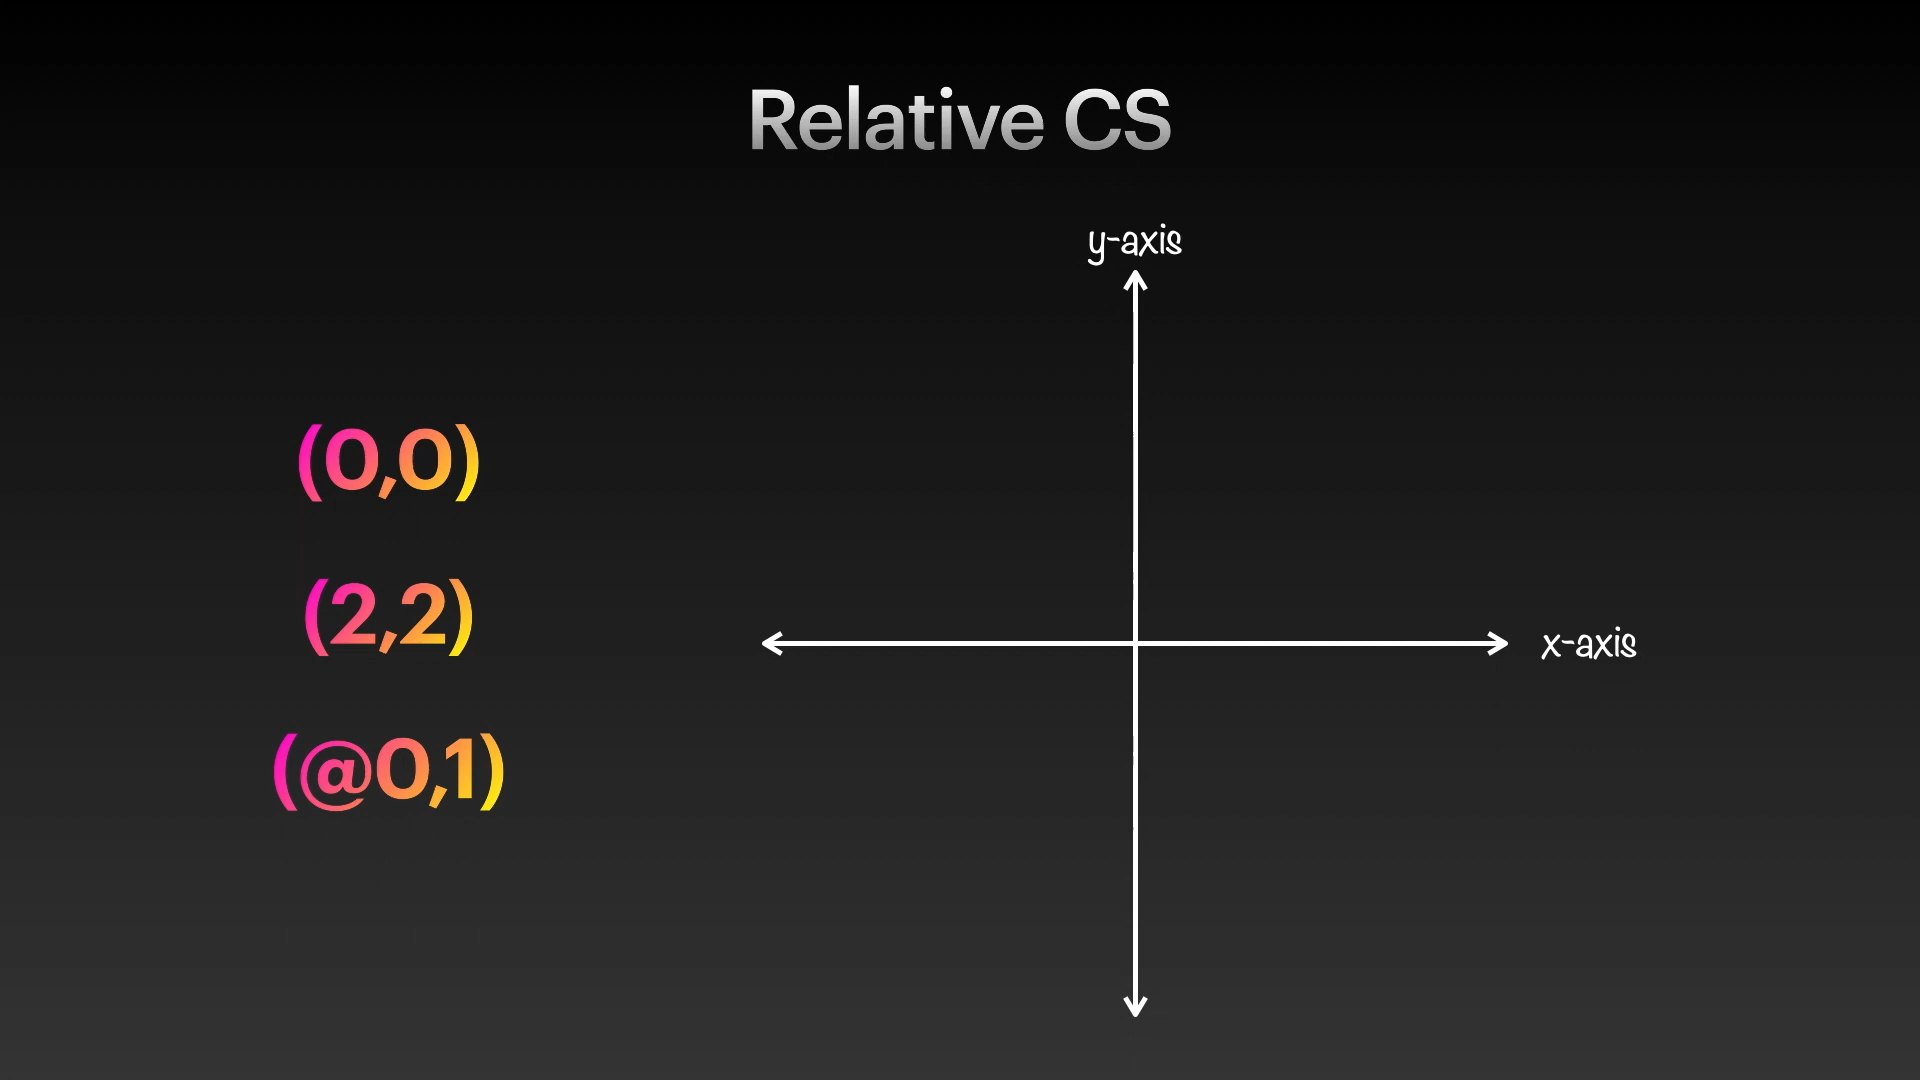 Relative CS
y-axis
(0,0)
(2,2)
x-axis
(@0,1)